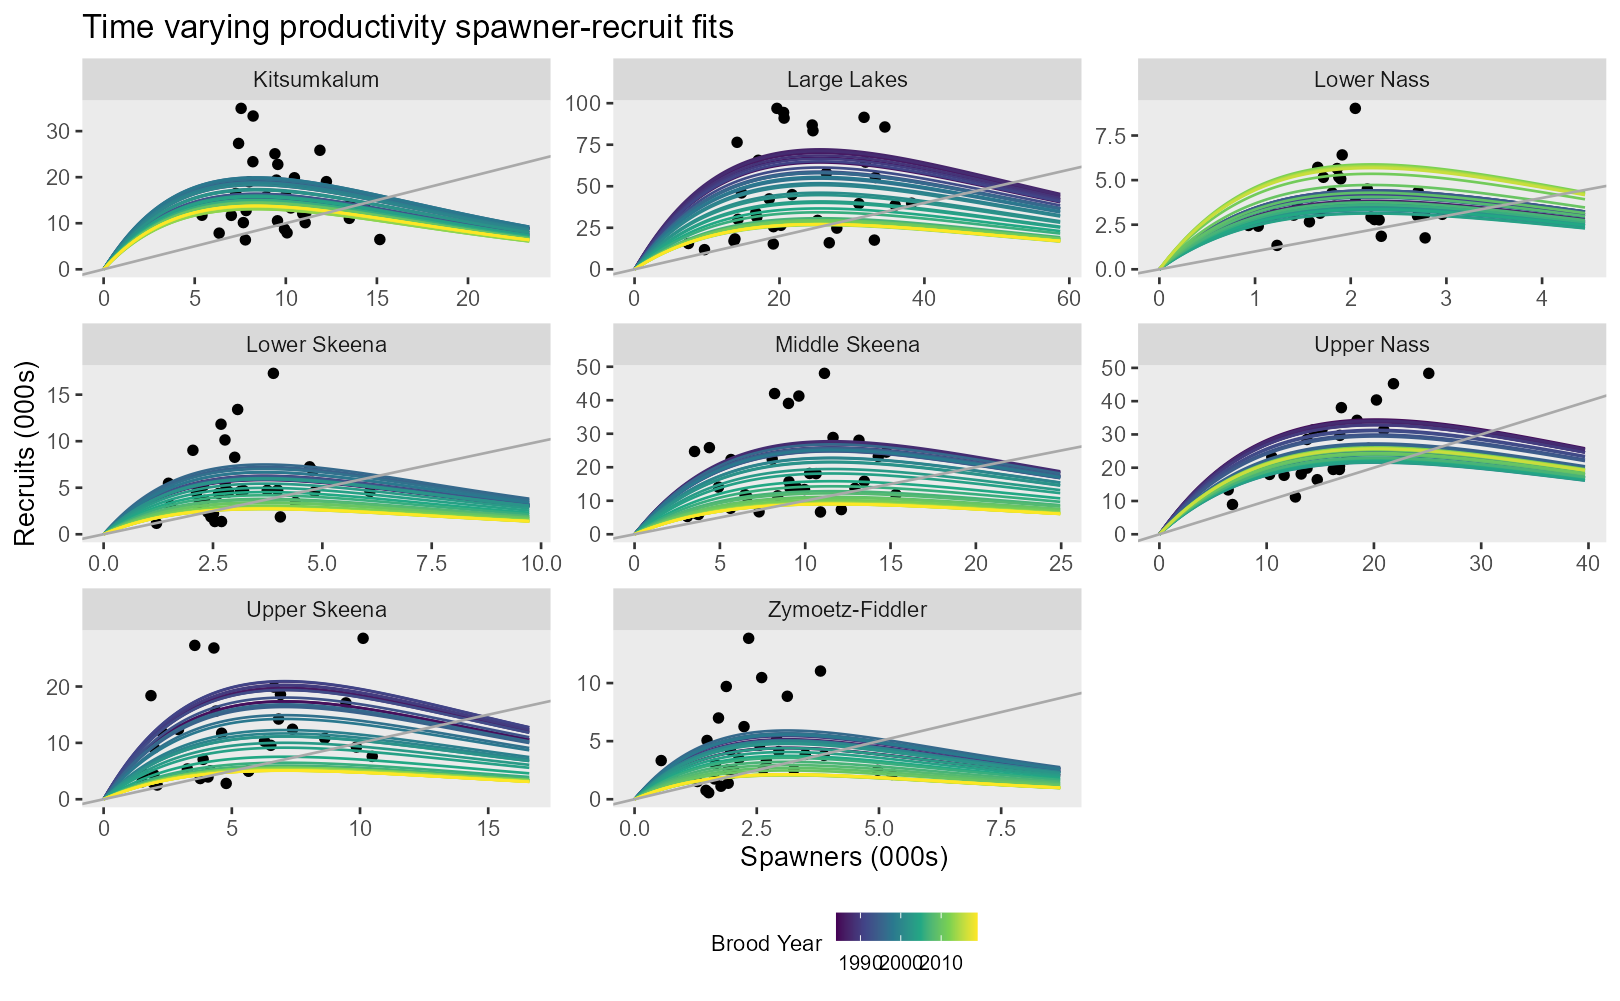 Time varying productivity spawner-recruit fits
Kitsumkalum
Large Lakes
Lower Nass
30
20
10
0
100
75
50
25
0
7.5
5.0
2.5
0.0
0 5 10 15 20
0 20 40 60
0 1 2 3 4
Lower Skeena
Middle Skeena
Upper Nass
Recruits (000s)
15
10
5
0
50
40
30
20
10
0
50
40
30
20
10
0
0.0 2.5 5.0 7.5 10.0
0 5 10 15 20 25
0 10 20 30 40
Upper Skeena
Zymoetz-Fiddler
20
10
0
10
5
0
0 5 10 15
0.0 2.5 5.0 7.5
Spawners (000s)
Brood Year
1990 2000 2010